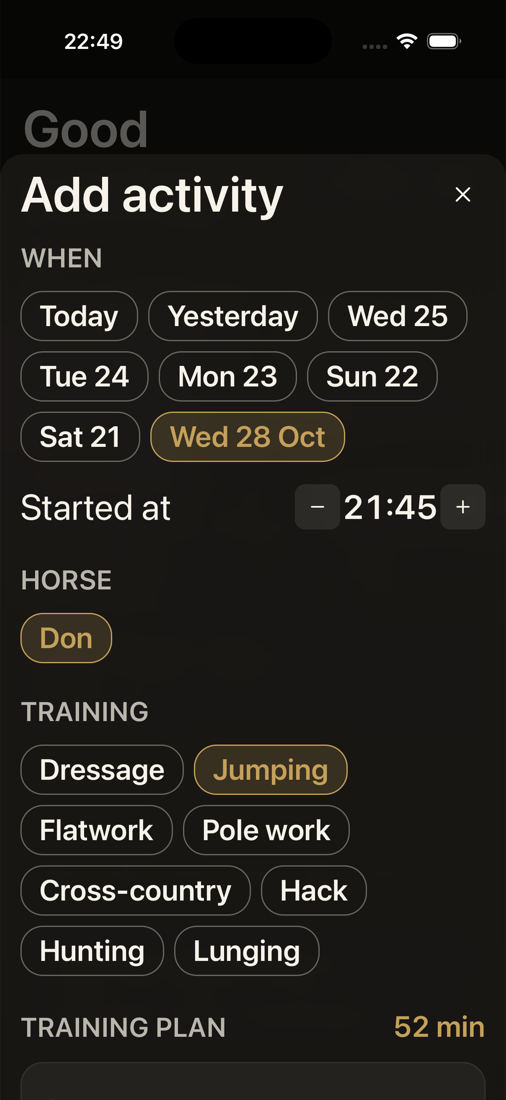 22:49
Good
Add activity
WHEN
Today Yesterday Wed 25
Tue 24 Mon 23 Sun 22
Sat 21 Wed 28 Oct
Started at − 21:45 +
HORSE
Don
TRAINING
Dressage Jumping
Flatwork Pole work
Cross-country Hack
Hunting Lunging
TRAINING PLAN 52 min